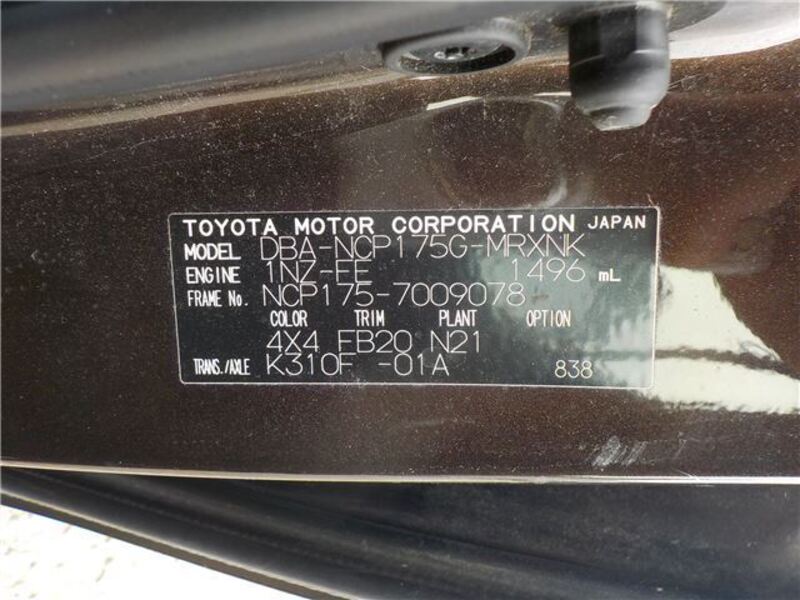 TOYOTA MOTOR CORPORATION JAPAN
MODEL DBA-NCP175G-MRXNK
ENGINE 1NZ-FE 1496 mL
FRAME No. NCP175-7009078
COLOR TRIM PLANT OPTION
4X4 FB20 N21
TRANS./AXLE K310F -01A 838